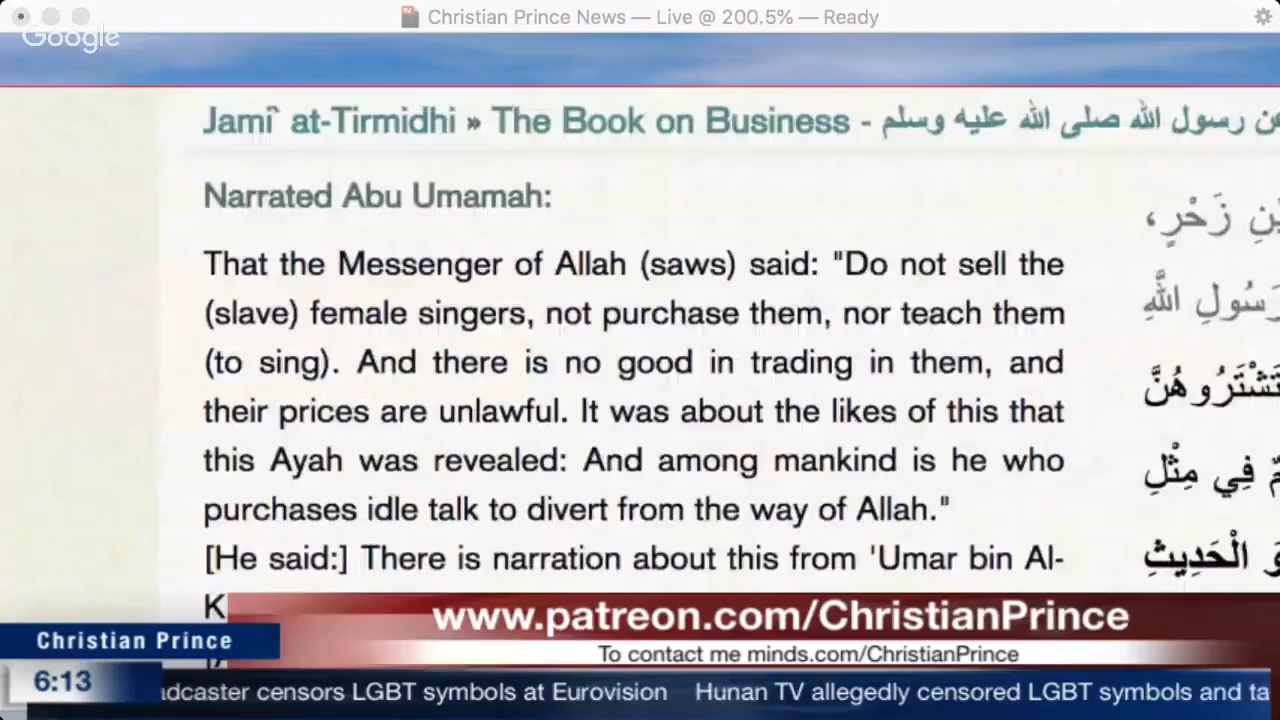 Christian Prince News — Live @ 200.5% — Ready
Google
Jami` at-Tirmidhi » The Book on Business - رسول الله صلى الله عليه وسلم
Narrated Abu Umamah:
That the Messenger of Allah (saws) said: "Do not sell the
(slave) female singers, not purchase them, nor teach them
(to sing). And there is no good in trading in them, and
their prices are unlawful. It was about the likes of this that
this Ayah was revealed: And among mankind is he who
purchases idle talk to divert from the way of Allah."
[He said:] There is narration about this from 'Umar bin Al-
K
زَحْرٍ،
رَسُولِ اللَّهِ
فِي مِثْلِ
الْحَدِيثِ
www.patreon.com/ChristianPrince
To contact me minds.com/ChristianPrince
Christian Prince
6:13
adcaster censors LGBT symbols at Eurovision Hunan TV allegedly censored LGBT symbols and ta